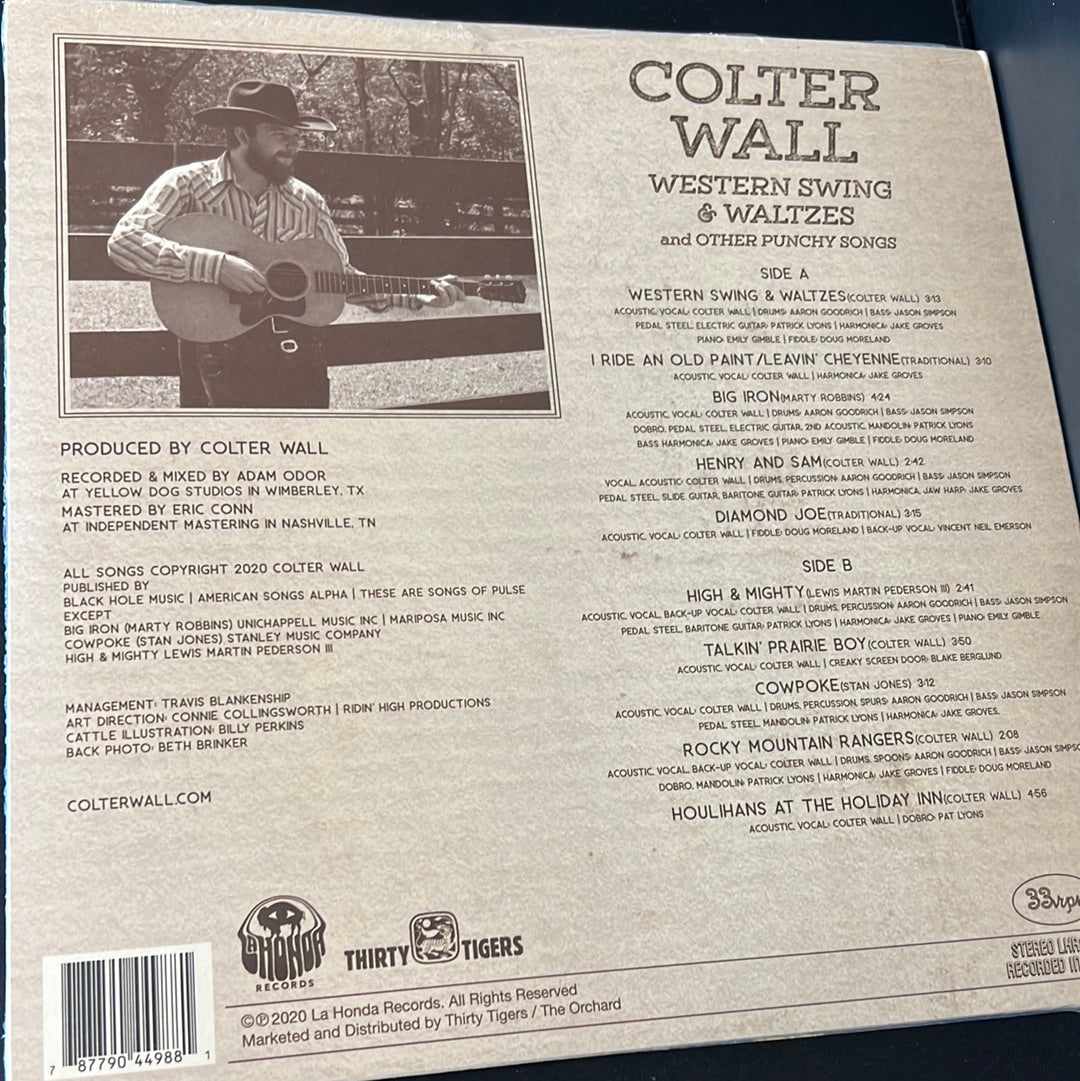 COLTER
WALL
WESTERN SWING
& WALTZES
and OTHER PUNCHY SONGS
SIDE A
WESTERN SWING & WALTZES (COLTER WALL) 3:13
ACOUSTIC, VOCAL: COLTER WALL | DRUMS: AARON GOODRICH | BASS: JASON SIMPSON
PEDAL STEEL, ELECTRIC GUITAR: PATRICK LYONS | HARMONICA: JAKE GROVES
PIANO: EMILY GIMBLE | FIDDLE: DOUG MORELAND
I RIDE AN OLD PAINT/LEAVIN' CHEYENNE (TRADITIONAL) 3:10
ACOUSTIC, VOCAL: COLTER WALL | HARMONICA: JAKE GROVES
BIG IRON (MARTY ROBBINS) 4:24
ACOUSTIC, VOCAL: COLTER WALL | DRUMS: AARON GOODRICH | BASS: JASON SIMPSON
DOBRO, PEDAL STEEL, ELECTRIC GUITAR, 2ND ACOUSTIC, MANDOLIN: PATRICK LYONS
BASS HARMONICA: JAKE GROVES | PIANO: EMILY GIMBLE | FIDDLE: DOUG MORELAND
HENRY AND SAM (COLTER WALL) 2:42
VOCAL, ACOUSTIC: COLTER WALL | DRUMS, PERCUSSION: AARON GOODRICH | BASS: JASON SIMPSON
PEDAL STEEL, SLIDE GUITAR, BARITONE GUITAR: PATRICK LYONS | HARMONICA, JAW HARP: JAKE GROVES
DIAMOND JOE (TRADITIONAL) 3:15
ACOUSTIC, VOCAL: COLTER WALL | FIDDLE: DOUG MORELAND | BACK-UP VOCAL: VINCENT NEIL EMERSON
SIDE B
HIGH & MIGHTY (LEWIS MARTIN PEDERSON III) 2:41
ACOUSTIC, VOCAL, BACK-UP VOCAL: COLTER WALL | DRUMS, PERCUSSION: AARON GOODRICH | BASS: JASON SIMPSON
PEDAL STEEL, BARITONE GUITAR: PATRICK LYONS | HARMONICA: JAKE GROVES | PIANO: EMILY GIMBLE
TALKIN' PRAIRIE BOY (COLTER WALL) 3:50
ACOUSTIC, VOCAL: COLTER WALL | CREAKY SCREEN DOOR: BLAKE BERGLUND
COWPOKE (STAN JONES) 3:12
ACOUSTIC, VOCAL: COLTER WALL | DRUMS, PERCUSSION, SPURS: AARON GOODRICH | BASS: JASON SIMPSON
PEDAL STEEL, MANDOLIN: PATRICK LYONS | HARMONICA: JAKE GROVES,
ROCKY MOUNTAIN RANGERS (COLTER WALL) 2:08
ACOUSTIC, VOCAL, BACK-UP VOCAL: COLTER WALL | DRUMS, SPOONS: AARON GOODRICH | BASS: JASON
DOBRO, MANDOLIN: PATRICK LYONS | HARMONICA: JAKE GROVES | FIDDLE: DOUG MORELAND
HOULIHANS AT THE HOLIDAY INN (COLTER WALL) 4:56
ACOUSTIC, VOCAL: COLTER WALL | DOBRO: PAT LYONS
PRODUCED BY COLTER WALL
RECORDED & MIXED BY ADAM ODOR
AT YELLOW DOG STUDIOS IN WIMBERLEY, TX
MASTERED BY ERIC CONN
AT INDEPENDENT MASTERING IN NASHVILLE, TN
ALL SONGS COPYRIGHT 2020 COLTER WALL
PUBLISHED BY
BLACK HOLE MUSIC | AMERICAN SONGS ALPHA | THESE ARE SONGS OF PULSE
EXCEPT
BIG IRON (MARTY ROBBINS) UNICHAPPELL MUSIC INC | MARIPOSA MUSIC INC
COWPOKE (STAN JONES) STANLEY MUSIC COMPANY
HIGH & MIGHTY LEWIS MARTIN PEDERSON III
MANAGEMENT: TRAVIS BLANKENSHIP
ART DIRECTION: CONNIE COLLINGSWORTH | RIDIN' HIGH PRODUCTIONS
CATTLE ILLUSTRATION: BILLY PERKINS
BACK PHOTO: BETH BRINKER
COLTERWALL.COM
LA HONDA
RECORDS
THIRTY TIGERS
33 rpm
STEREO
RECORDED
©℗2020 La Honda Records. All Rights Reserved
Marketed and Distributed by Thirty Tigers / The Orchard
7 87790 44988 1